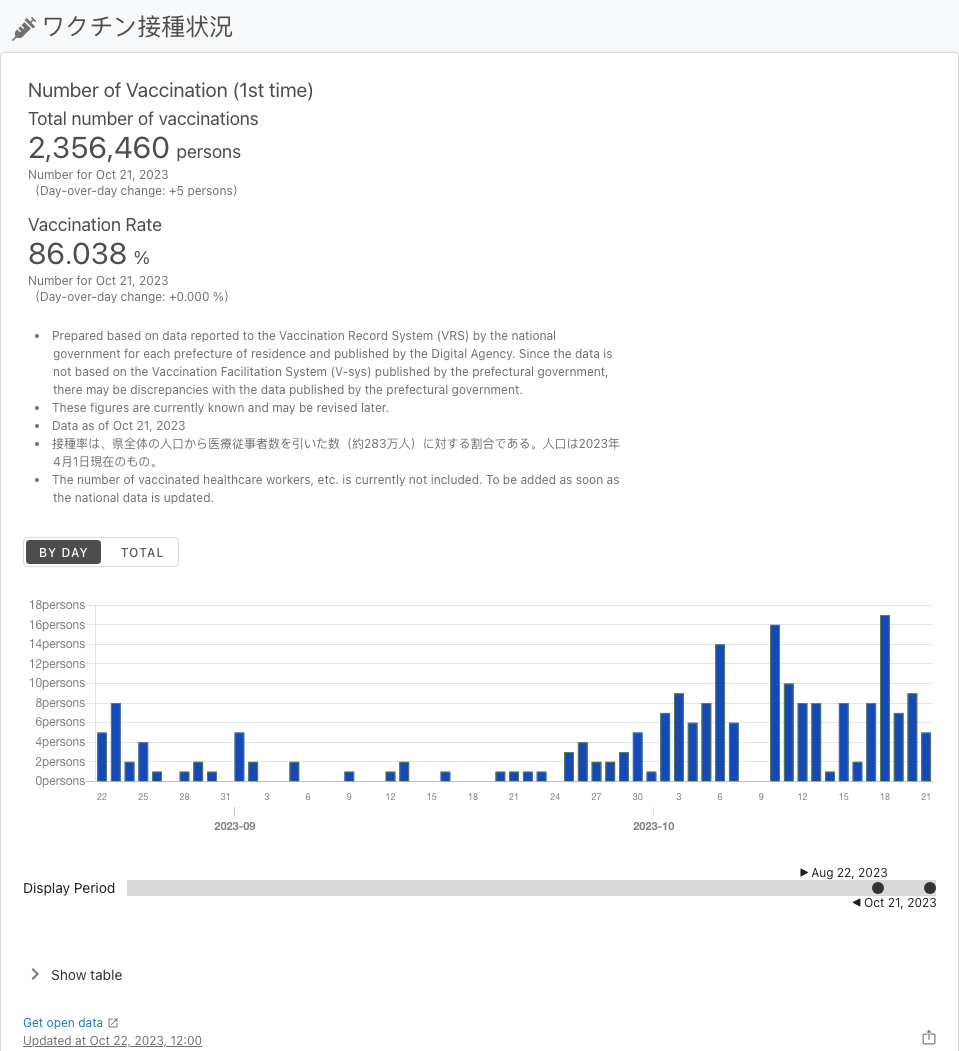 ワクチン接種状況
Number of Vaccination (1st time)
Total number of vaccinations
2,356,460 persons
Number for Oct 21, 2023
(Day-over-day change: +5 persons)
Vaccination Rate
86.038 %
Number for Oct 21, 2023
(Day-over-day change: +0.000 %)
• Prepared based on data reported to the Vaccination Record System (VRS) by the national
government for each prefecture of residence and published by the Digital Agency. Since the data is
not based on the Vaccination Facilitation System (V-sys) published by the prefectural government,
there may be discrepancies with the data published by the prefectural government.
• These figures are currently known and may be revised later.
• Data as of Oct 21, 2023
• 接種率は、県全体の人口から医療従事者数を引いた数（約283万人）に対する割合である。人口は2023年
4月1日現在のもの。
• The number of vaccinated healthcare workers, etc. is currently not included. To be added as soon as
the national data is updated.
BY DAY TOTAL
18persons
16persons
14persons
12persons
10persons
8persons
6persons
4persons
2persons
0persons
22 25 28 31 3 6 9 12 15 18 21 24 27 30 3 6 9 12 15 18 21
2023-09 2023-10
Aug 22, 2023
Display Period
Oct 21, 2023
Show table
Get open data
Updated at Oct 22, 2023, 12:00